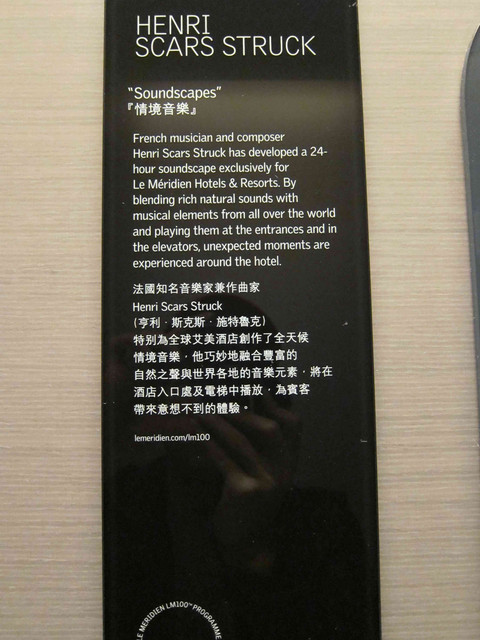 HENRI
SCARS STRUCK
“Soundscapes”
『情境音樂』
French musician and composer
Henri Scars Struck has developed a 24-
hour soundscape exclusively for
Le Méridien Hotels & Resorts. By
blending rich natural sounds with
musical elements from all over the world
and playing them at the entrances and in
the elevators, unexpected moments are
experienced around the hotel.
法國知名音樂家兼作曲家
Henri Scars Struck
(亨利‧斯克斯‧施特魯克)
特別為全球艾美酒店創作了全天候
情境音樂，他巧妙地融合豐富的
自然之聲與世界各地的音樂元素，將在
酒店入口處及電梯中播放，為賓客
帶來意想不到的體驗。
lemeridien.com/lm100
LE MERIDIEN LM100™ PROGRAMME